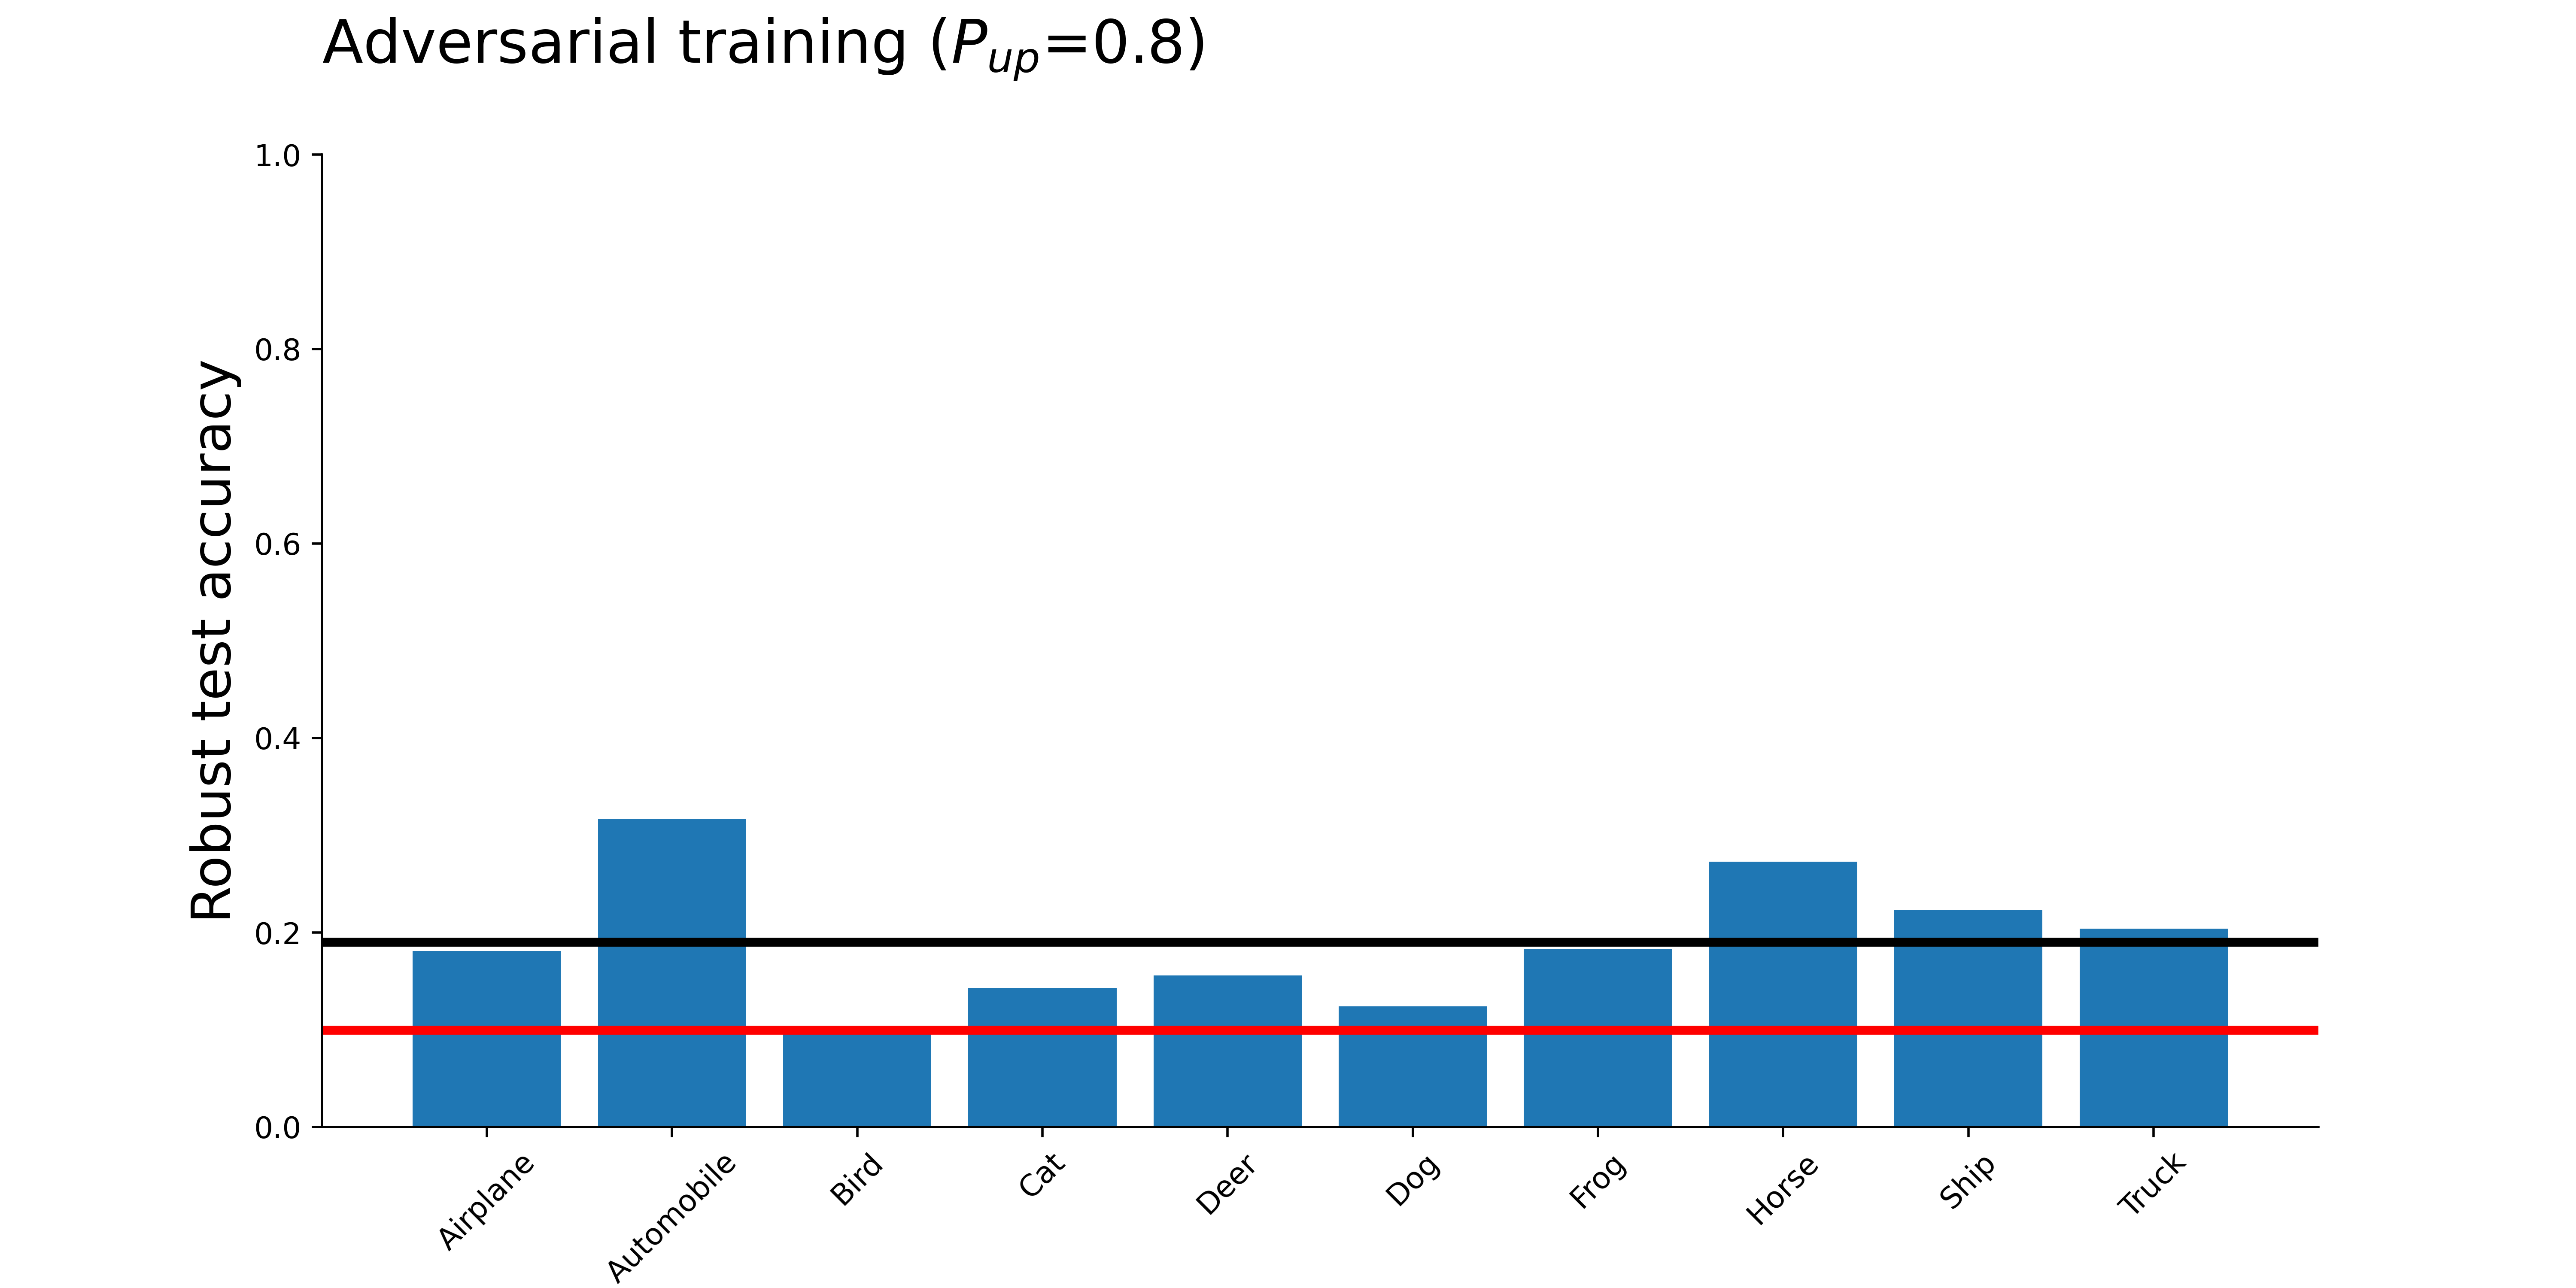 Adversarial training (P_up=0.8)
Robust test accuracy
1.0
0.8
0.6
0.4
0.2
0.0
Airplane
Automobile
Bird
Cat
Deer
Dog
Frog
Horse
Ship
Truck